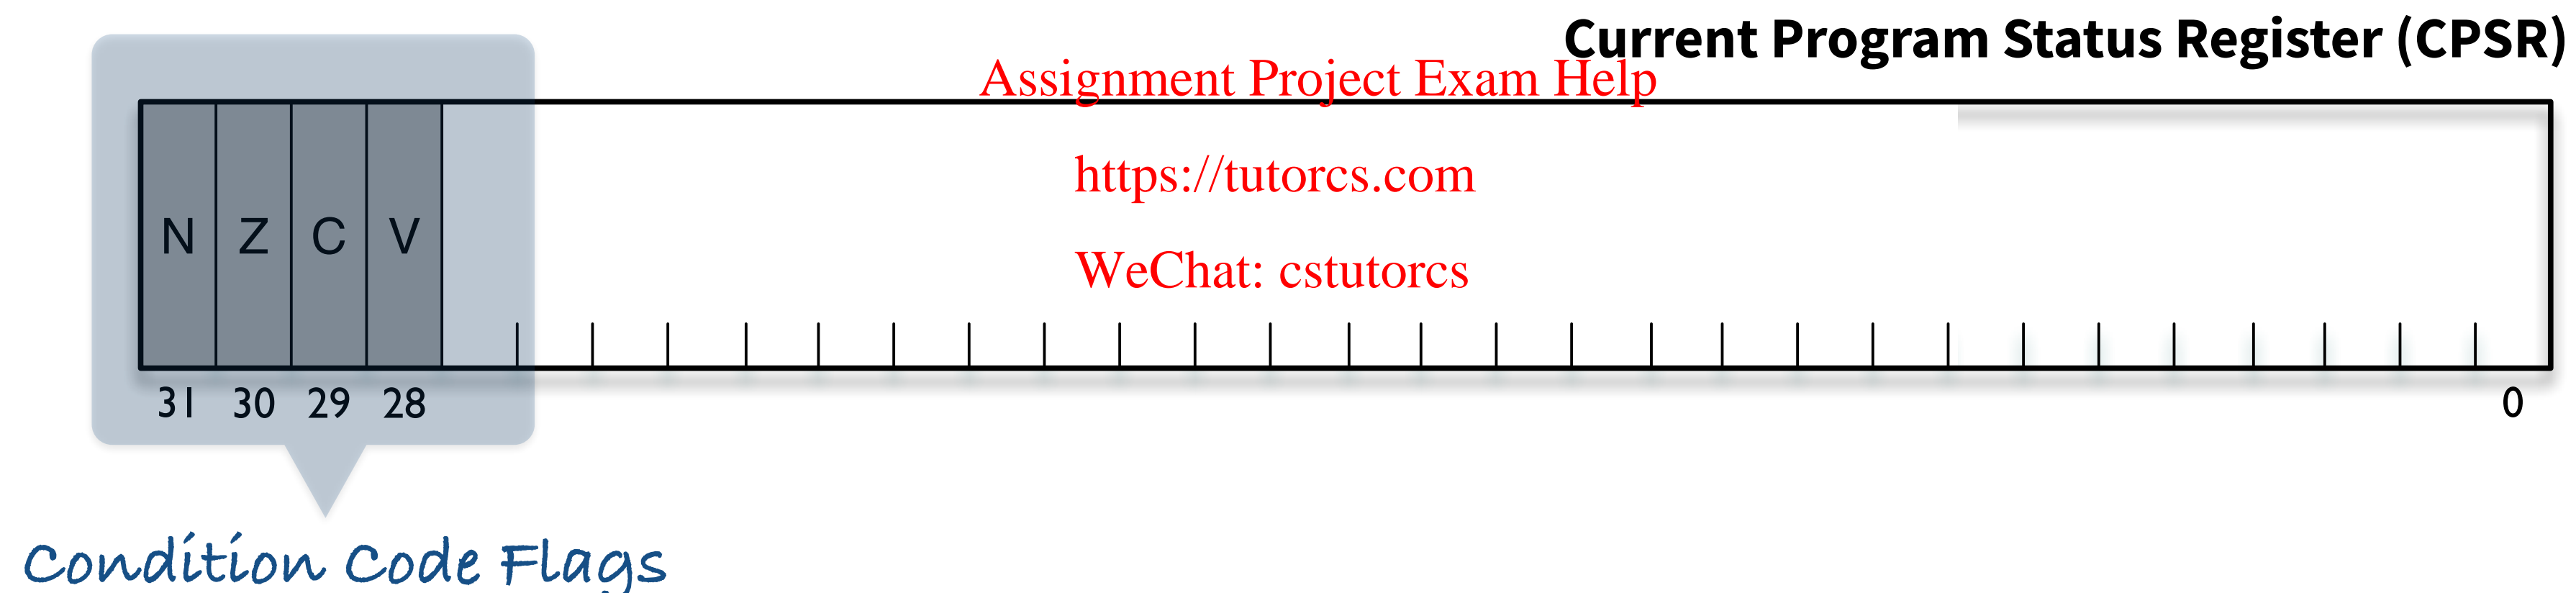 Current Program Status Register (CPSR)
Assignment Project Exam Help
https://tutorcs.com
WeChat: cstutorcs
N Z C V
31 30 29 28 0
Condition Code Flags